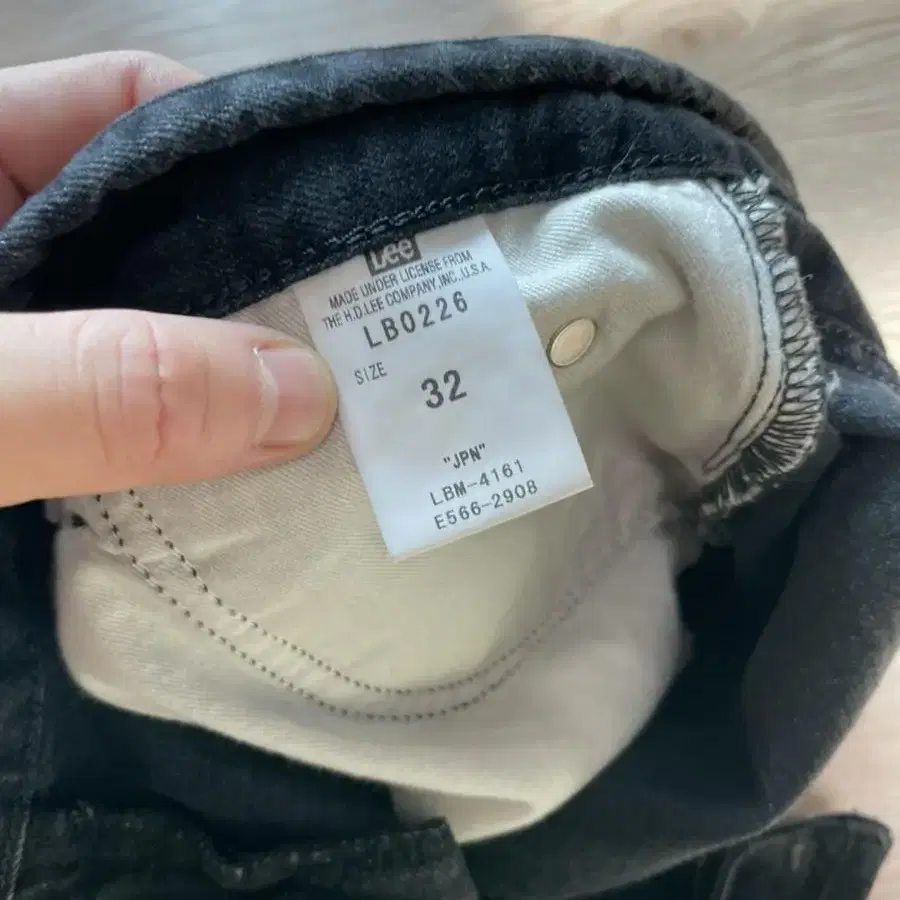 Lee
MADE UNDER LICENSE FROM
THE H.D.LEE COMPANY,INC.,U.S.A.
LB0226
SIZE
32
"JPN"
LBM-4161
E566-2908